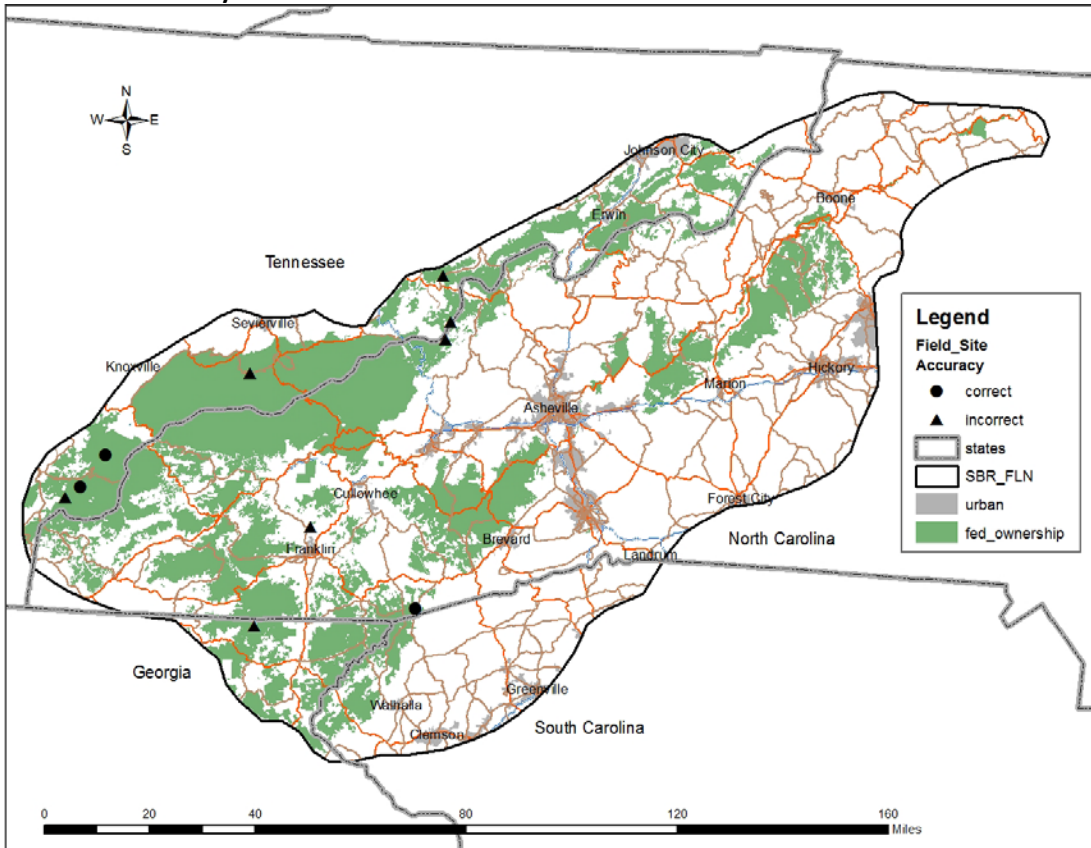 N
W E
S
Johnson City
Boone
Erwin
Tennessee
Sevierville
Knoxville
Hickory
Marion
Asheville
Cullowhee
Forest City
Brevard
North Carolina
Franklin
Landrum
Georgia
Greenville
Walhalla
South Carolina
Clemson
Legend
Field_Site
Accuracy
correct
incorrect
states
SBR_FLN
urban
fed_ownership
0 20 40 80 120 160
Miles